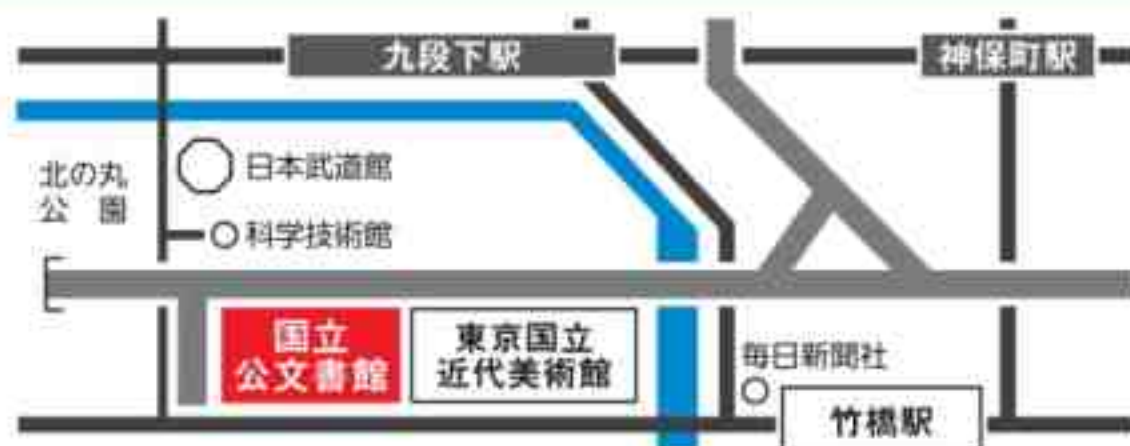 九段下駅
神保町駅
北の丸
公園
日本武道館
科学技術館
国立
公文書館
東京国立
近代美術館
毎日新聞社
竹橋駅